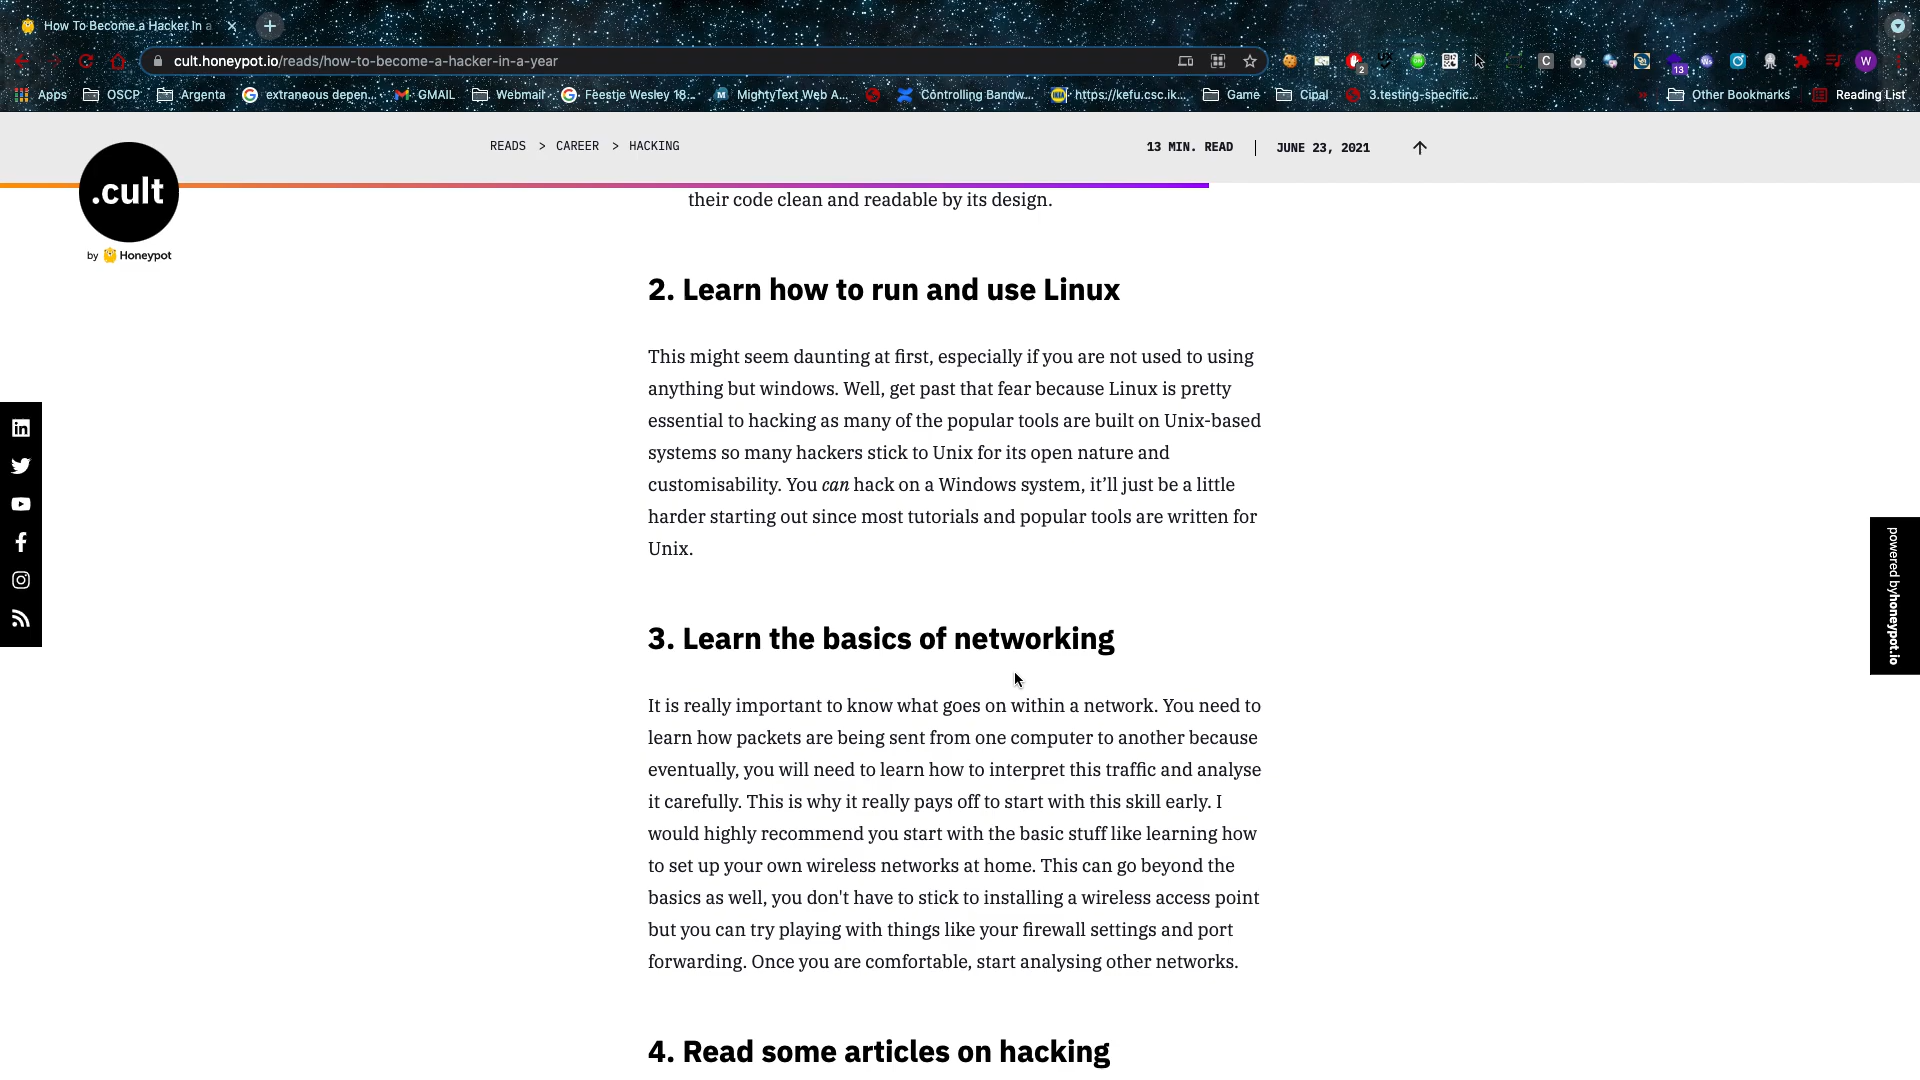 How To Become a Hacker in a
cult.honeypot.io/reads/how-to-become-a-hacker-in-a-year
2
13
C
W
Apps
OSCP
Argenta
extraneous depen...
GMAIL
Webmail
Feestje Wesley 18...
MightyText Web A...
Controlling Bandw...
https://kefu.csc.ik...
Game
Cipal
3.testing-specific...
»
Other Bookmarks
Reading List
READS > CAREER > HACKING
13 MIN. READ | JUNE 23, 2021
.cult
by Honeypot
their code clean and readable by its design.
2. Learn how to run and use Linux
This might seem daunting at first, especially if you are not used to using
anything but windows. Well, get past that fear because Linux is pretty
essential to hacking as many of the popular tools are built on Unix-based
systems so many hackers stick to Unix for its open nature and
customisability. You can hack on a Windows system, it’ll just be a little
harder starting out since most tutorials and popular tools are written for
Unix.
3. Learn the basics of networking
It is really important to know what goes on within a network. You need to
learn how packets are being sent from one computer to another because
eventually, you will need to learn how to interpret this traffic and analyse
it carefully. This is why it really pays off to start with this skill early. I
would highly recommend you start with the basic stuff like learning how
to set up your own wireless networks at home. This can go beyond the
basics as well, you don't have to stick to installing a wireless access point
but you can try playing with things like your firewall settings and port
forwarding. Once you are comfortable, start analysing other networks.
4. Read some articles on hacking
powered byhoneypot.io